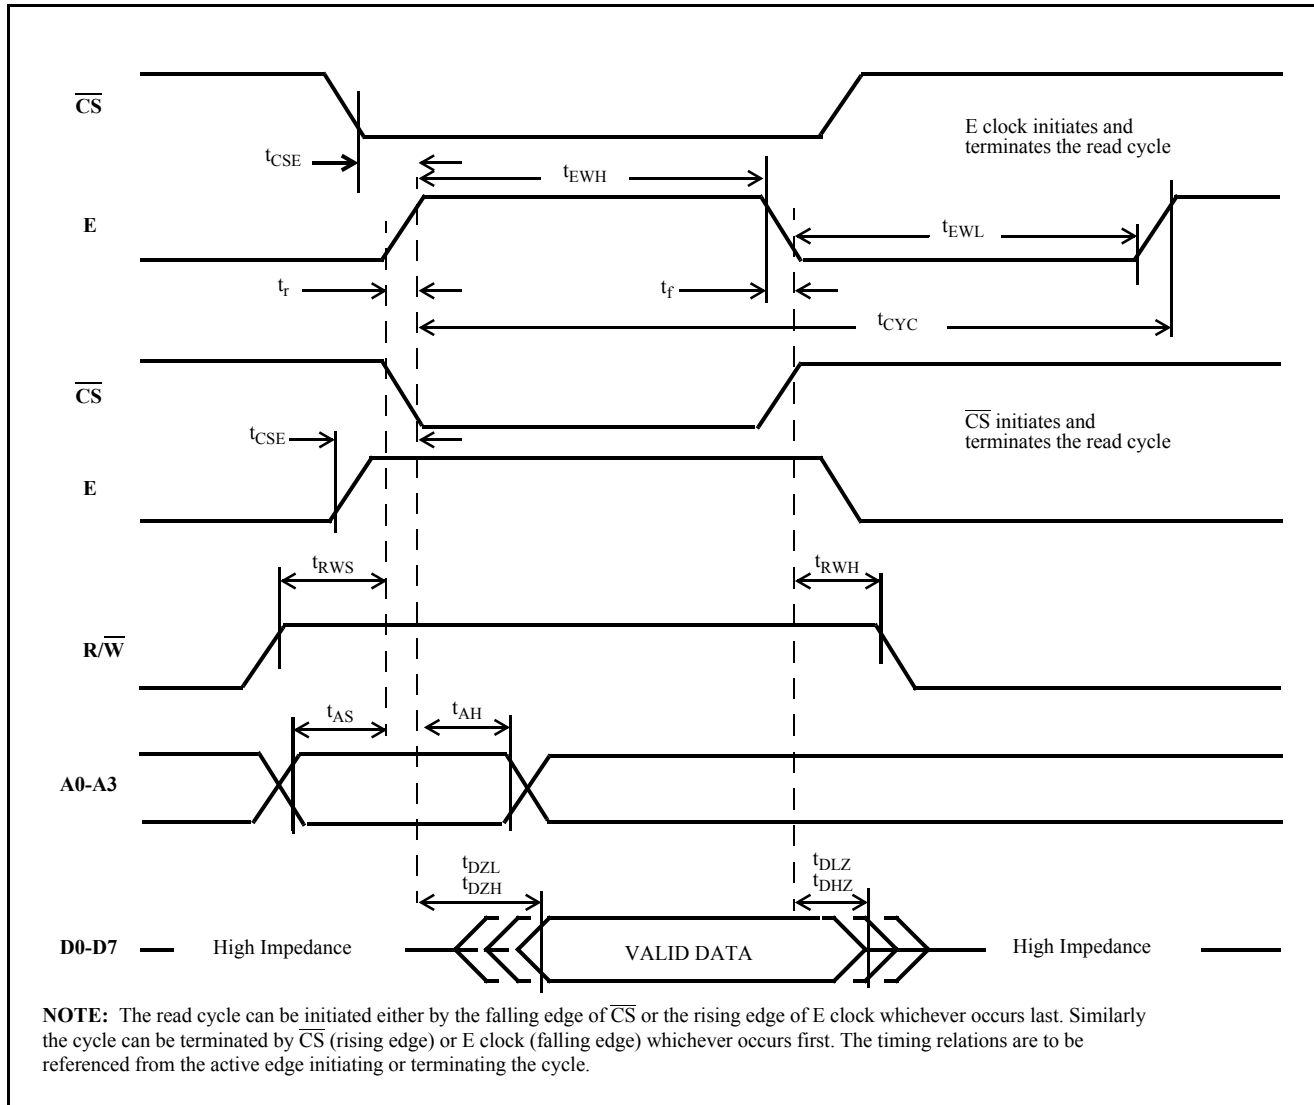 CS
E clock initiates and
terminates the read cycle
tCSE
tEWH
E
tEWL
tr
tf
tCYC
CS
CS initiates and
terminates the read cycle
tCSE
E
tRWS
tRWH
R/W
tAS
tAH
A0-A3
tDZL
tDZH
tDLZ
tDHZ
D0-D7
High Impedance
VALID DATA
High Impedance
NOTE: The read cycle can be initiated either by the falling edge of CS or the rising edge of E clock whichever occurs last. Similarly
the cycle can be terminated by CS (rising edge) or E clock (falling edge) whichever occurs first. The timing relations are to be
referenced from the active edge initiating or terminating the cycle.